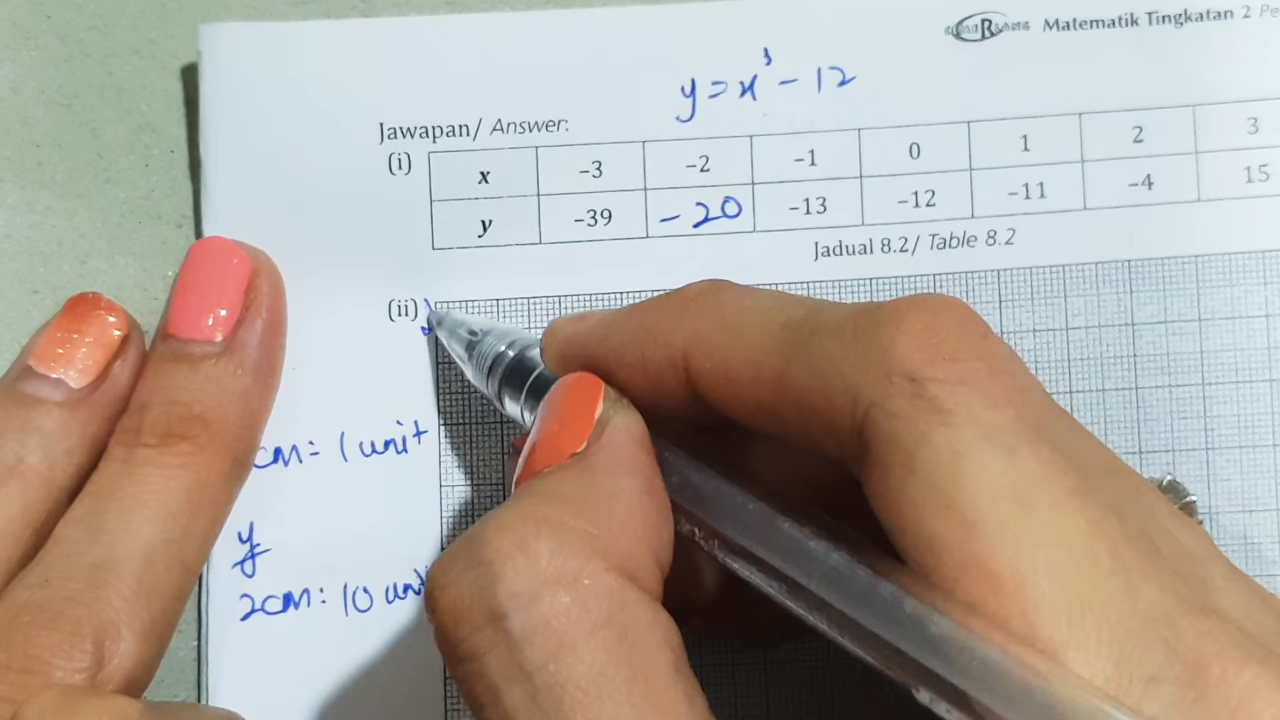 Matematik Tingkatan 2
y = x³ - 12
Jawapan/ Answer:
(i) x -3 -2 -1 0 1 2 3
y -39 -20 -13 -12 -11 -4 15
Jadual 8.2/ Table 8.2
(ii)
cm = 1 unit
y
2cm : 10